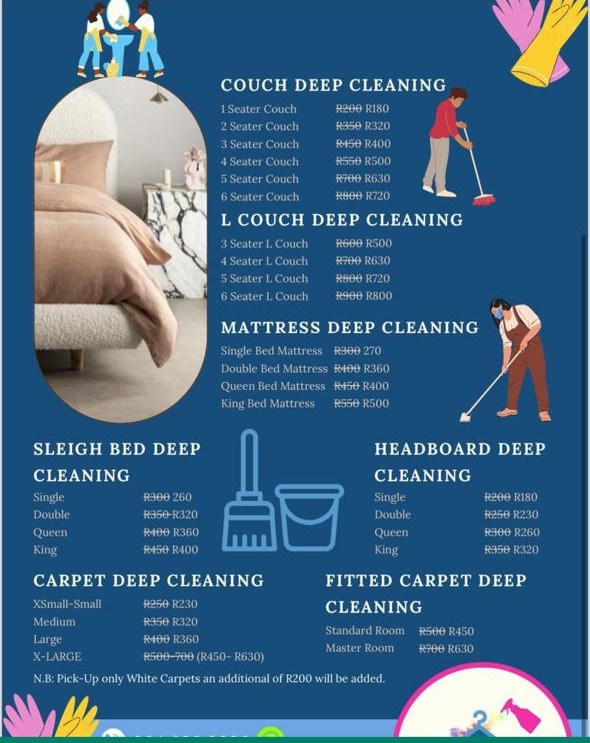 COUCH DEEP CLEANING
1 Seater Couch R200 R180
2 Seater Couch R350 R320
3 Seater Couch R450 R400
4 Seater Couch R550 R500
5 Seater Couch R700 R630
6 Seater Couch R800 R720
L COUCH DEEP CLEANING
3 Seater L Couch R600 R500
4 Seater L Couch R700 R630
5 Seater L Couch R800 R720
6 Seater L Couch R900 R800
MATTRESS DEEP CLEANING
Single Bed Mattress R300 270
Double Bed Mattress R400 R360
Queen Bed Mattress R450 R400
King Bed Mattress R550 R500
SLEIGH BED DEEP
CLEANING
Single R300 260
Double R350 R320
Queen R400 R360
King R450 R400
HEADBOARD DEEP
CLEANING
Single R200 R180
Double R250 R230
Queen R300 R260
King R350 R320
CARPET DEEP CLEANING
XSmall-Small R250 R230
Medium R350 R320
Large R400 R360
X-LARGE R500-700 (R450- R630)
FITTED CARPET DEEP
CLEANING
Standard Room R500 R450
Master Room R700 R630
N.B: Pick-Up only White Carpets an additional of R200 will be added.